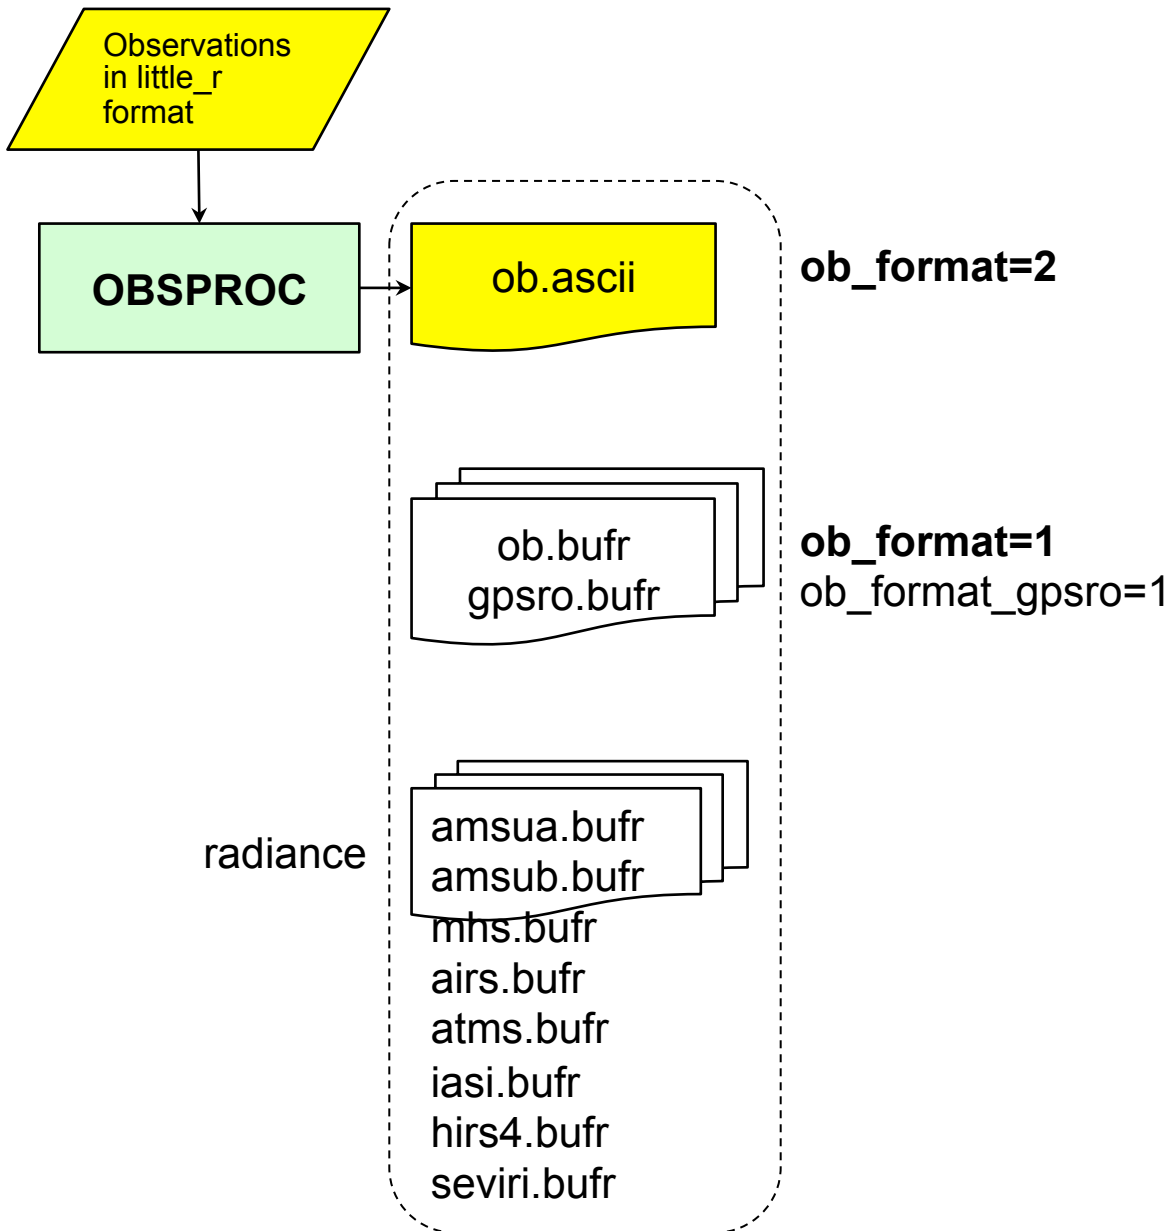 Observations
in little_r
format
OBSPROC
ob.ascii
ob_format=2
ob.bufr
gpsro.bufr
ob_format=1
ob_format_gpsro=1
radiance
amsua.bufr
amsub.bufr
mhs.bufr
airs.bufr
atms.bufr
iasi.bufr
hirs4.bufr
seviri.bufr